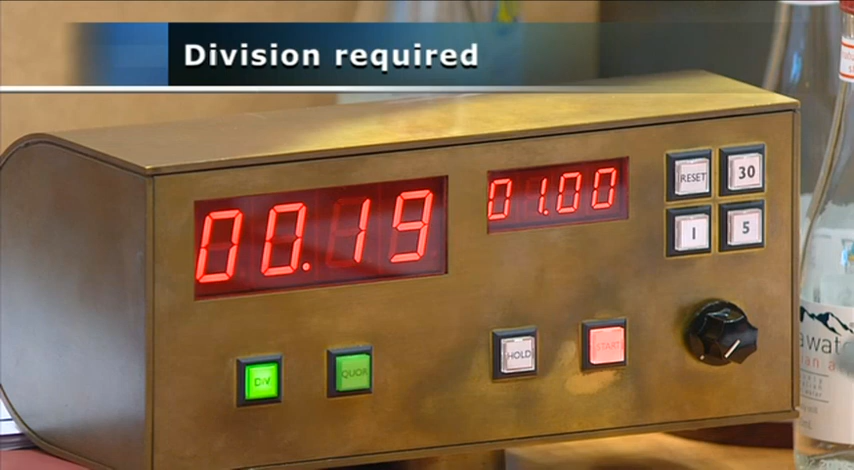 Division required
00.19
01.00
RESET
30
1
5
DIV
QUOR
HOLD
START